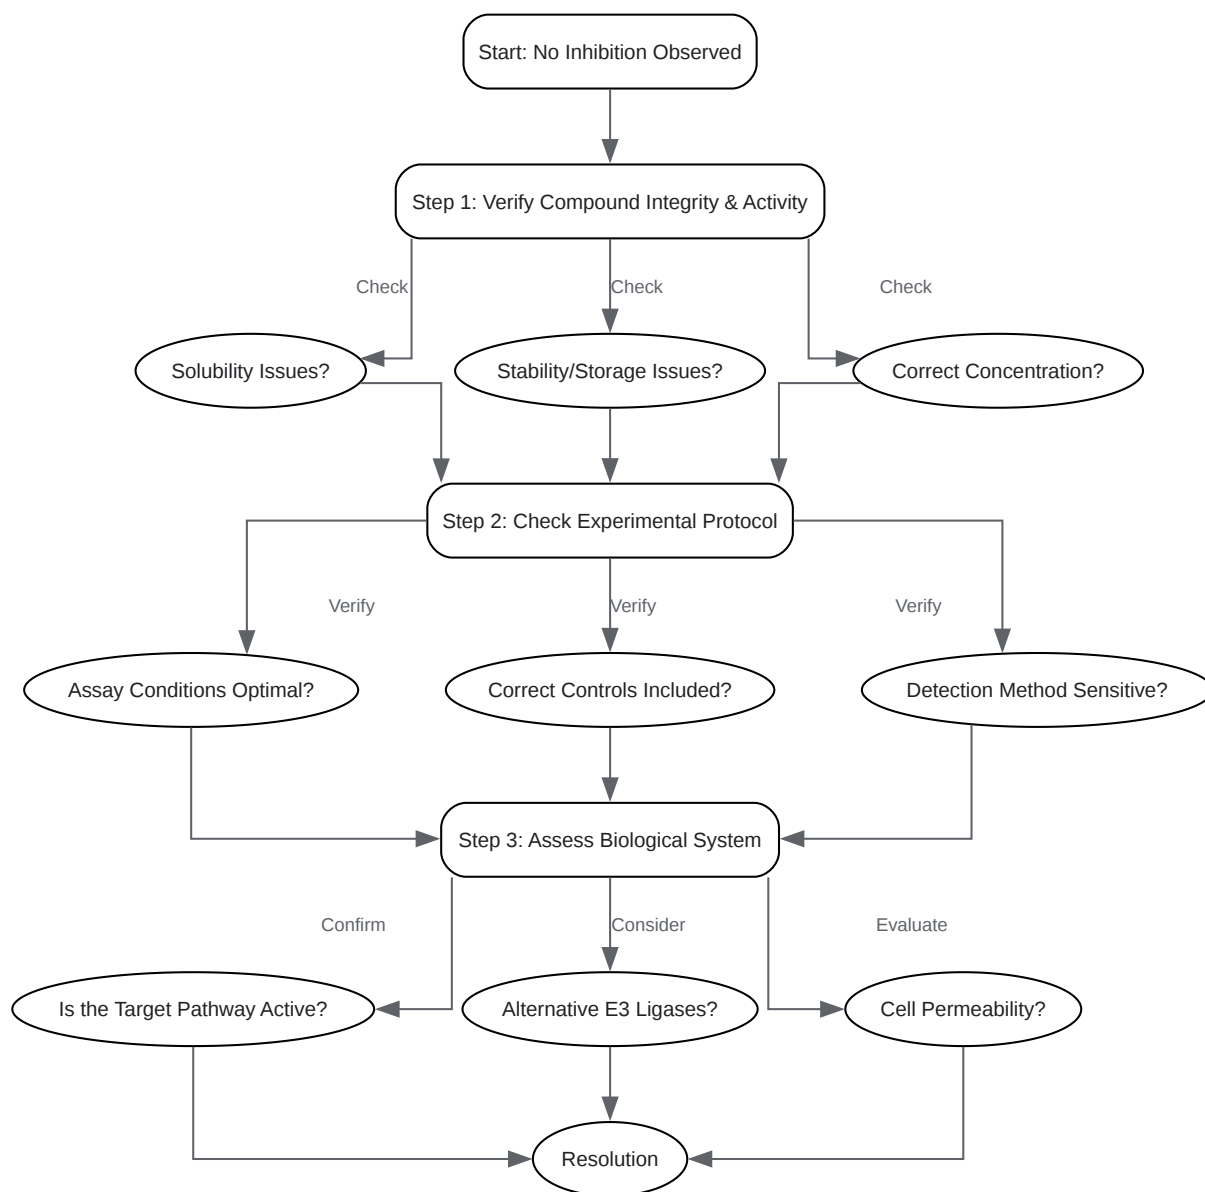 Start: No Inhibition Observed
Step 1: Verify Compound Integrity & Activity
Check
Check
Check
Solubility Issues?
Stability/Storage Issues?
Correct Concentration?
Step 2: Check Experimental Protocol
Verify
Verify
Verify
Assay Conditions Optimal?
Correct Controls Included?
Detection Method Sensitive?
Step 3: Assess Biological System
Confirm
Consider
Evaluate
Is the Target Pathway Active?
Alternative E3 Ligases?
Cell Permeability?
Resolution